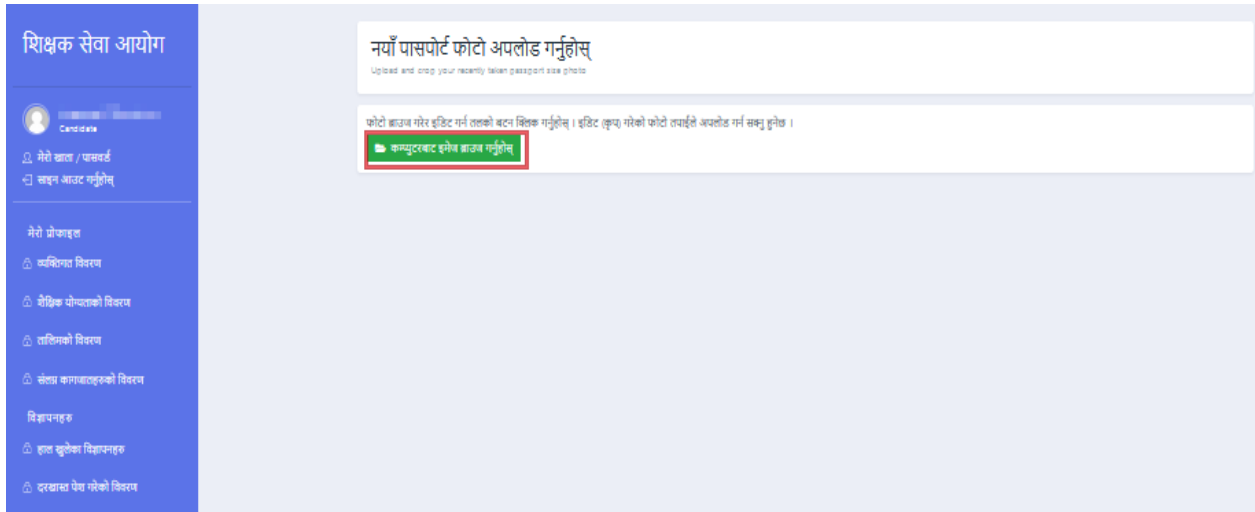 शिक्षक सेवा आयोग
Candidate
मेरो खाता / पासवर्ड
साइन आउट गर्नुहोस्
मेरो प्रोफाइल
व्यक्तिगत विवरण
शैक्षिक योग्यताको विवरण
तालिमको विवरण
संलग्न कागजातहरुको विवरण
विज्ञापनहरु
हाल खुलेका विज्ञापनहरु
दरखास्त पेश गरेको विवरण
नयाँ पासपोर्ट फोटो अपलोड गर्नुहोस्
Upload and crop your recently taken passport size photo
फोटो ब्राउज गरेर इडिट गर्न तलको बटन क्लिक गर्नुहोस् । इडिट (क्रप) गरेको फोटो तपाईले अपलोड गर्न सक्नु हुनेछ ।
कम्प्युटरबाट इमेज ब्राउज गर्नुहोस्